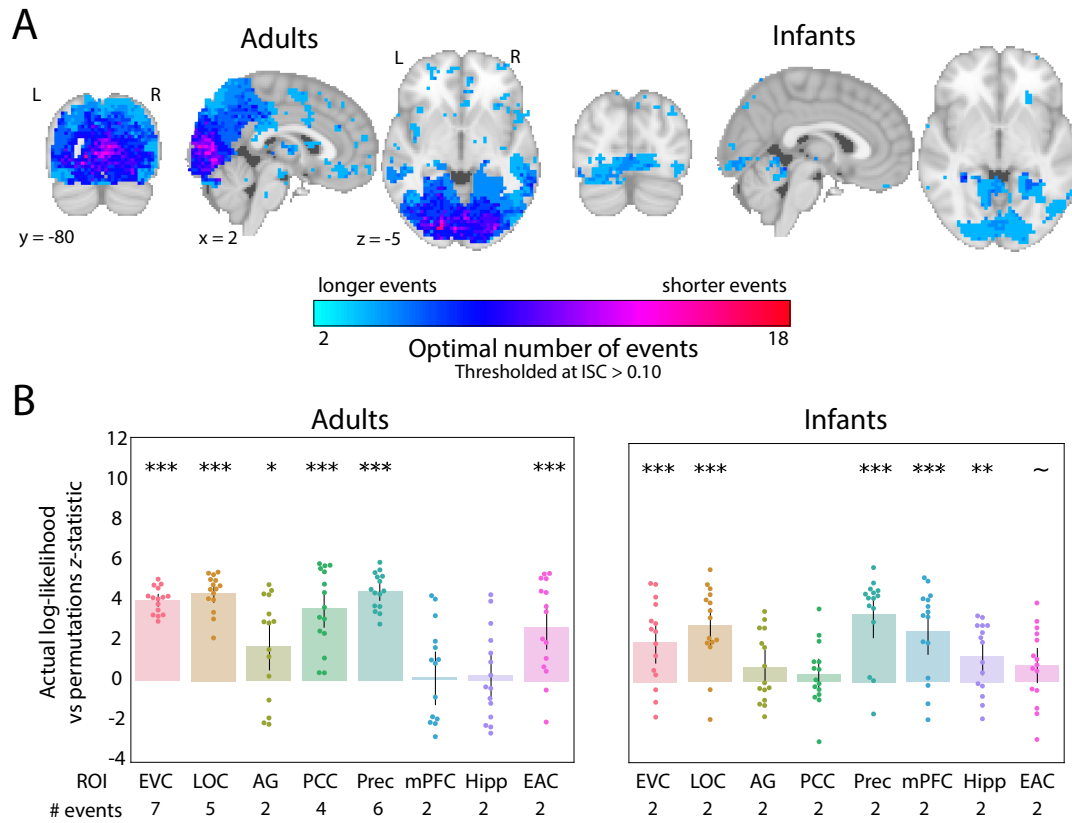 A
Adults
Infants
L
R
L
R
y = -80
x = 2
z = -5
longer events
shorter events
2
18
Optimal number of events
Thresholded at ISC > 0.10
B
Adults
Infants
Actual log-likelihood
vs permutations z-statistic
12
10
8
6
4
2
0
-2
-4
*** *** * *** *** ***
*** *** *** *** ** ~
ROI EVC LOC AG PCC Prec mPFC Hipp EAC EVC LOC AG PCC Prec mPFC Hipp EAC
# events 7 5 2 4 6 2 2 2 2 2 2 2 2 2 2 2